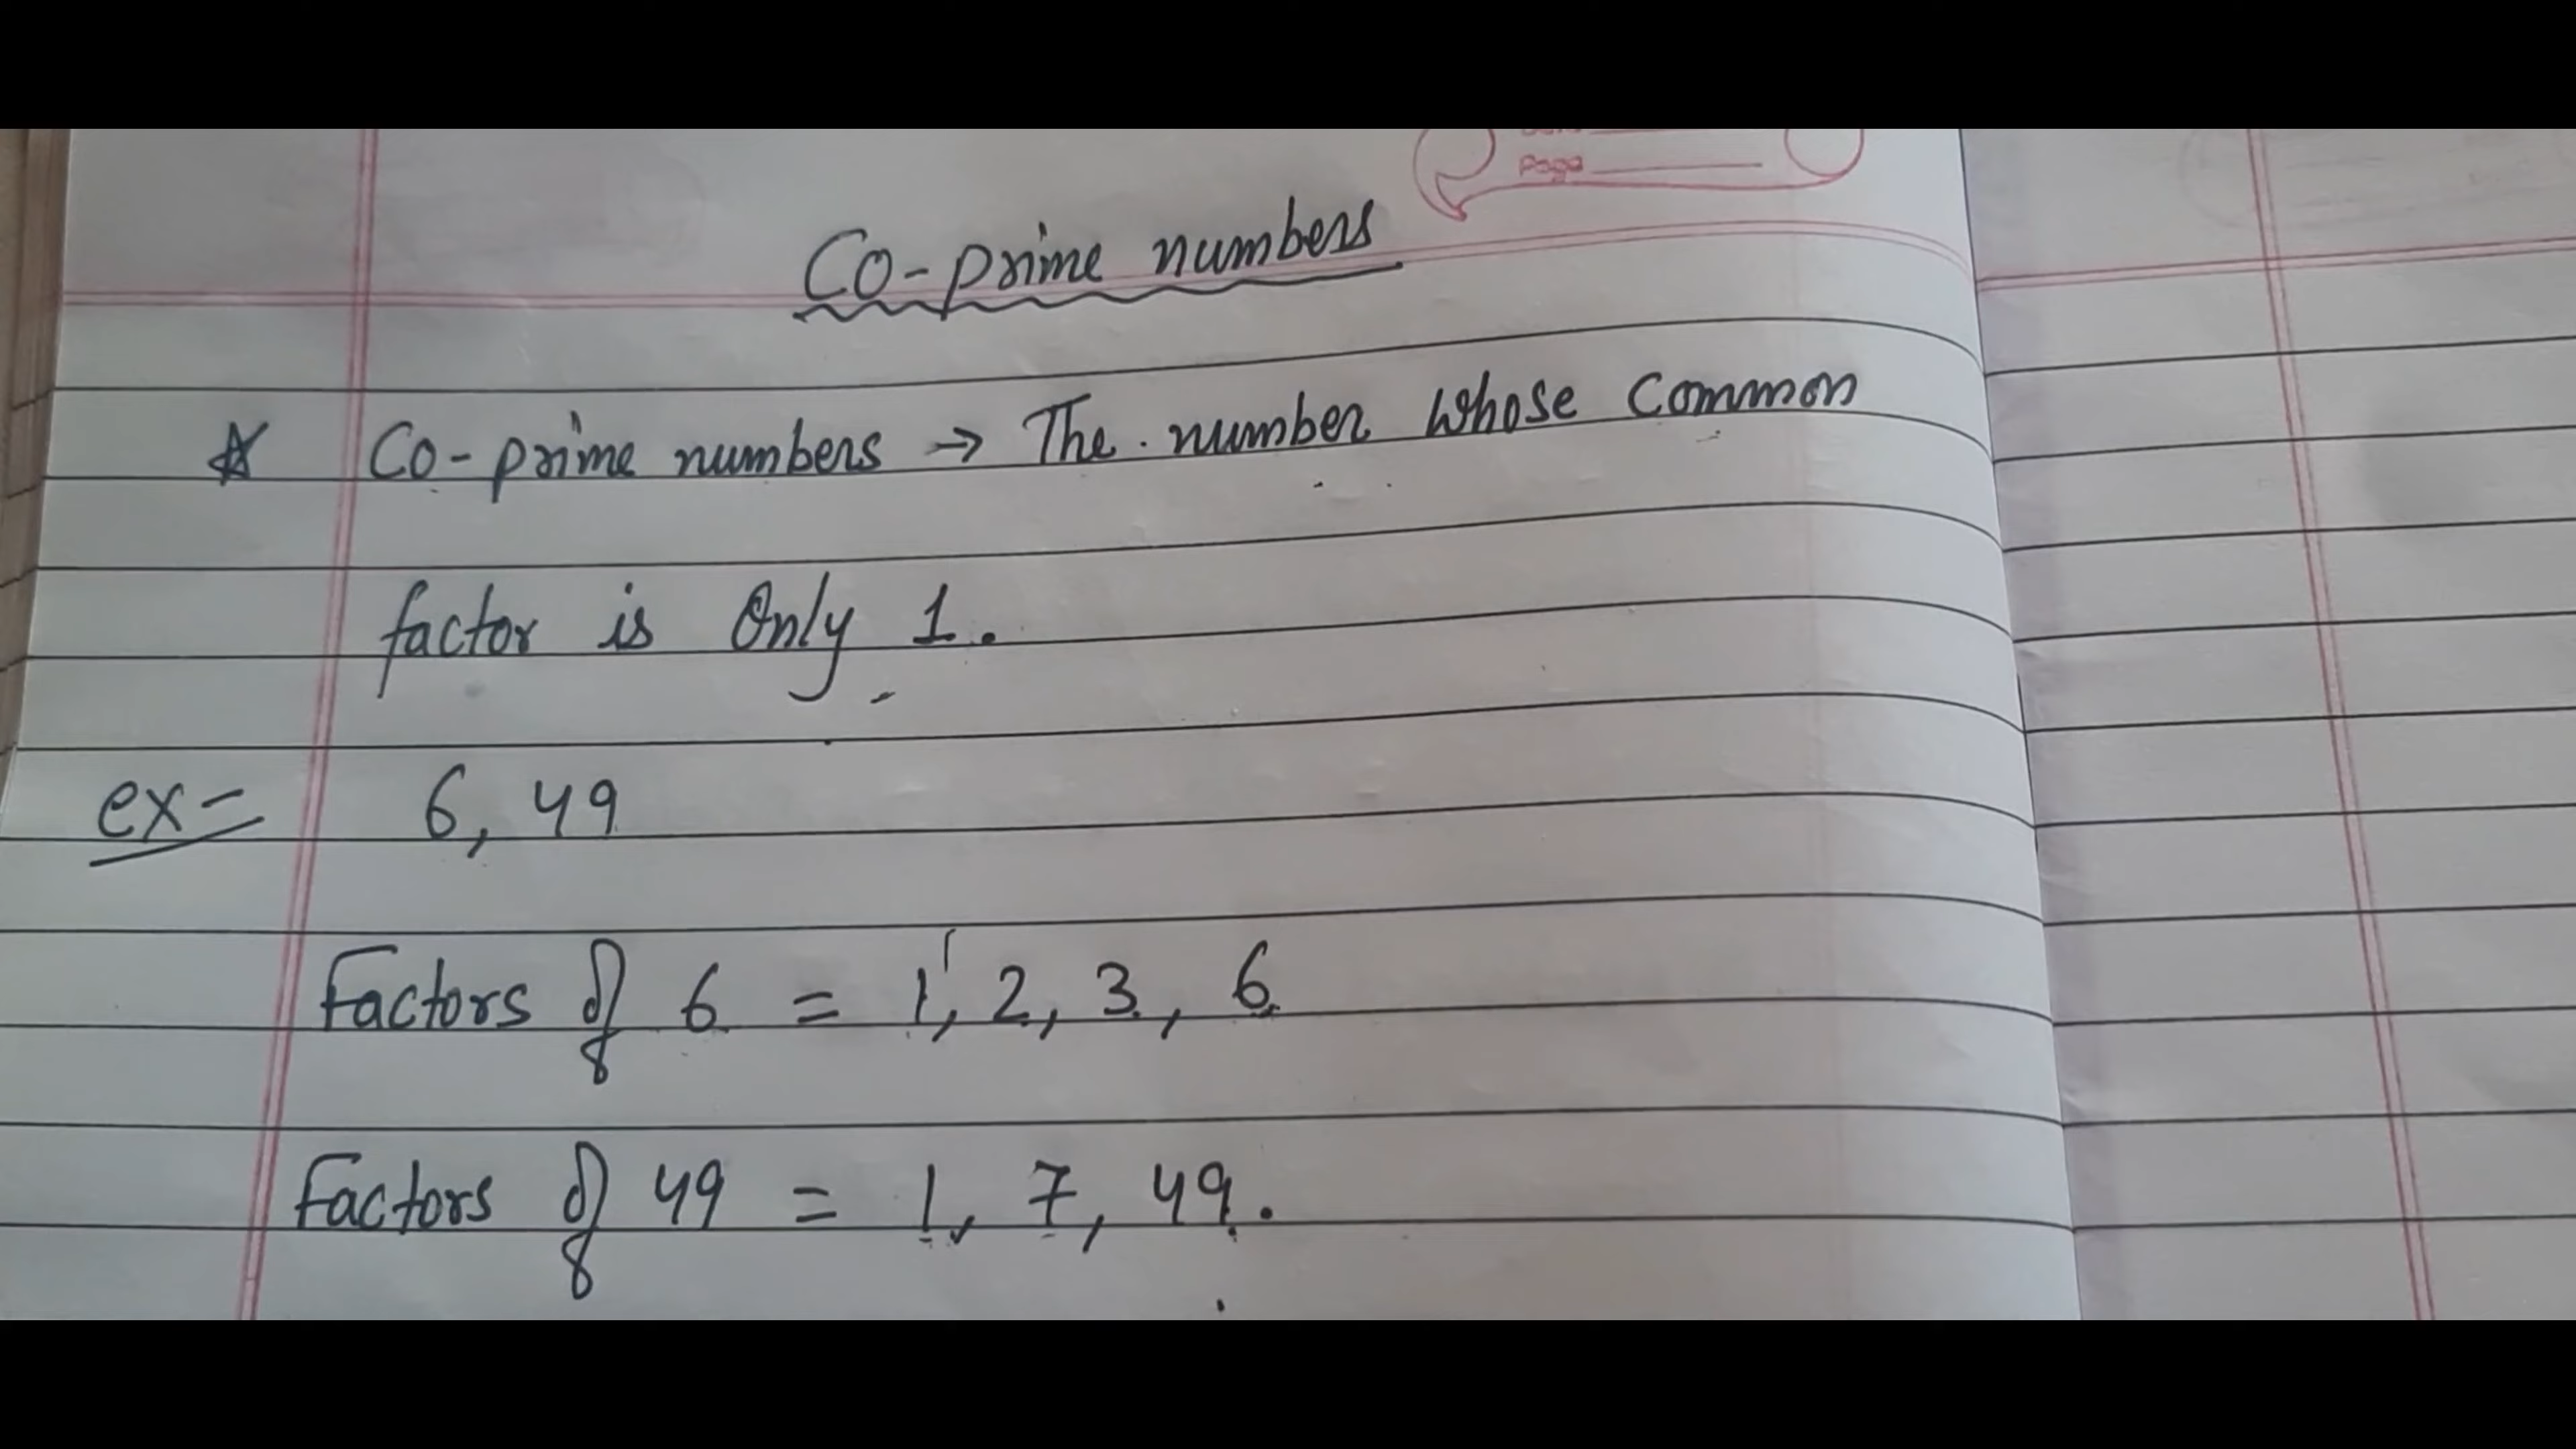 Page
Co-prime numbers
☆ Co-prime numbers → The number whose common
factor is only 1.
ex= 6, 49
Factors of 6 = 1, 2, 3, 6
Factors of 49 = 1, 7, 49.